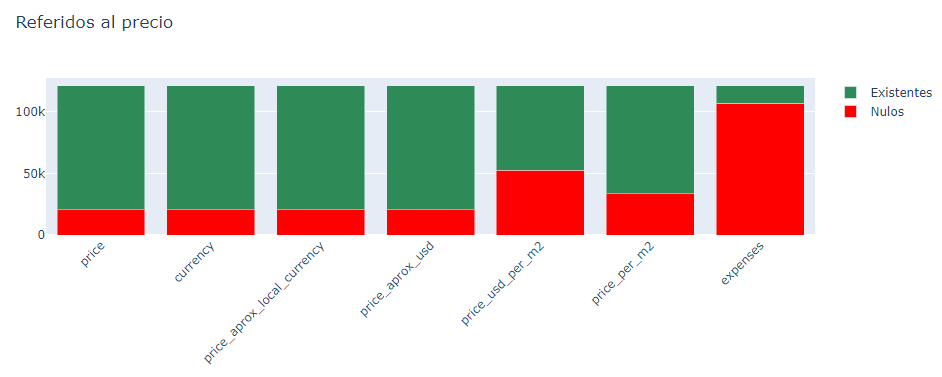 Referidos al precio
Existentes
Nulos
100k
50k
0
price
currency
price_aprox_local_currency
price_aprox_usd
price_usd_per_m2
price_per_m2
expenses